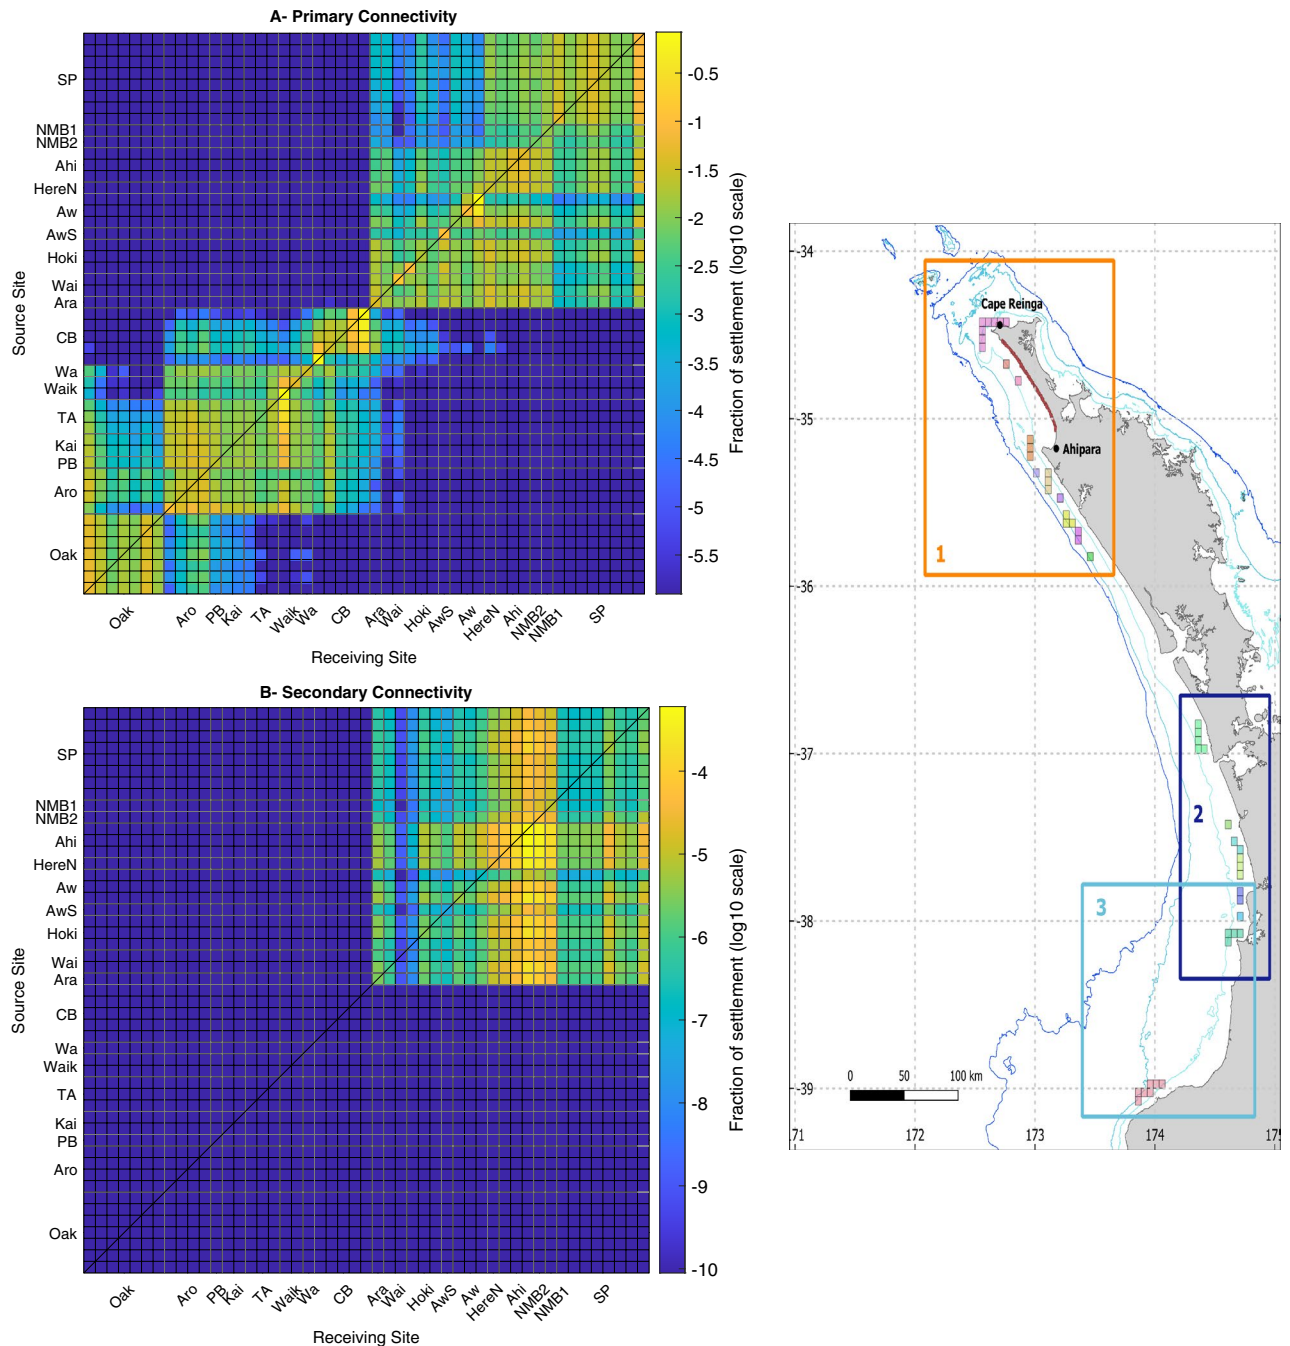 A- Primary Connectivity
SP
NMB1
NMB2
Ahi
HereN
Aw
AwS
Hoki
Wai
Ara
CB
Wa
Waik
TA
Kai
PB
Aro
Oak
Source Site
Oak Aro PB Kai TA Waik Wa CB Ara Wai Hoki AwS Aw HereN Ahi NMB2 NMB1 SP
Receiving Site
-0.5
-1
-1.5
-2
-2.5
-3
-3.5
-4
-4.5
-5
-5.5
Fraction of settlement (log10 scale)
B- Secondary Connectivity
SP
NMB1
NMB2
Ahi
HereN
Aw
AwS
Hoki
Wai
Ara
CB
Wa
Waik
TA
Kai
PB
Aro
Oak
Source Site
Oak Aro PB Kai TA Waik Wa CB Ara Wai Hoki AwS Aw HereN Ahi NMB2 NMB1 SP
Receiving Site
-4
-5
-6
-7
-8
-9
-10
Fraction of settlement (log10 scale)
-34
Cape Reinga
-35
Ahipara
1
-36
-37
2
-38
3
0 50 100 km
-39
171 172 173 174 175